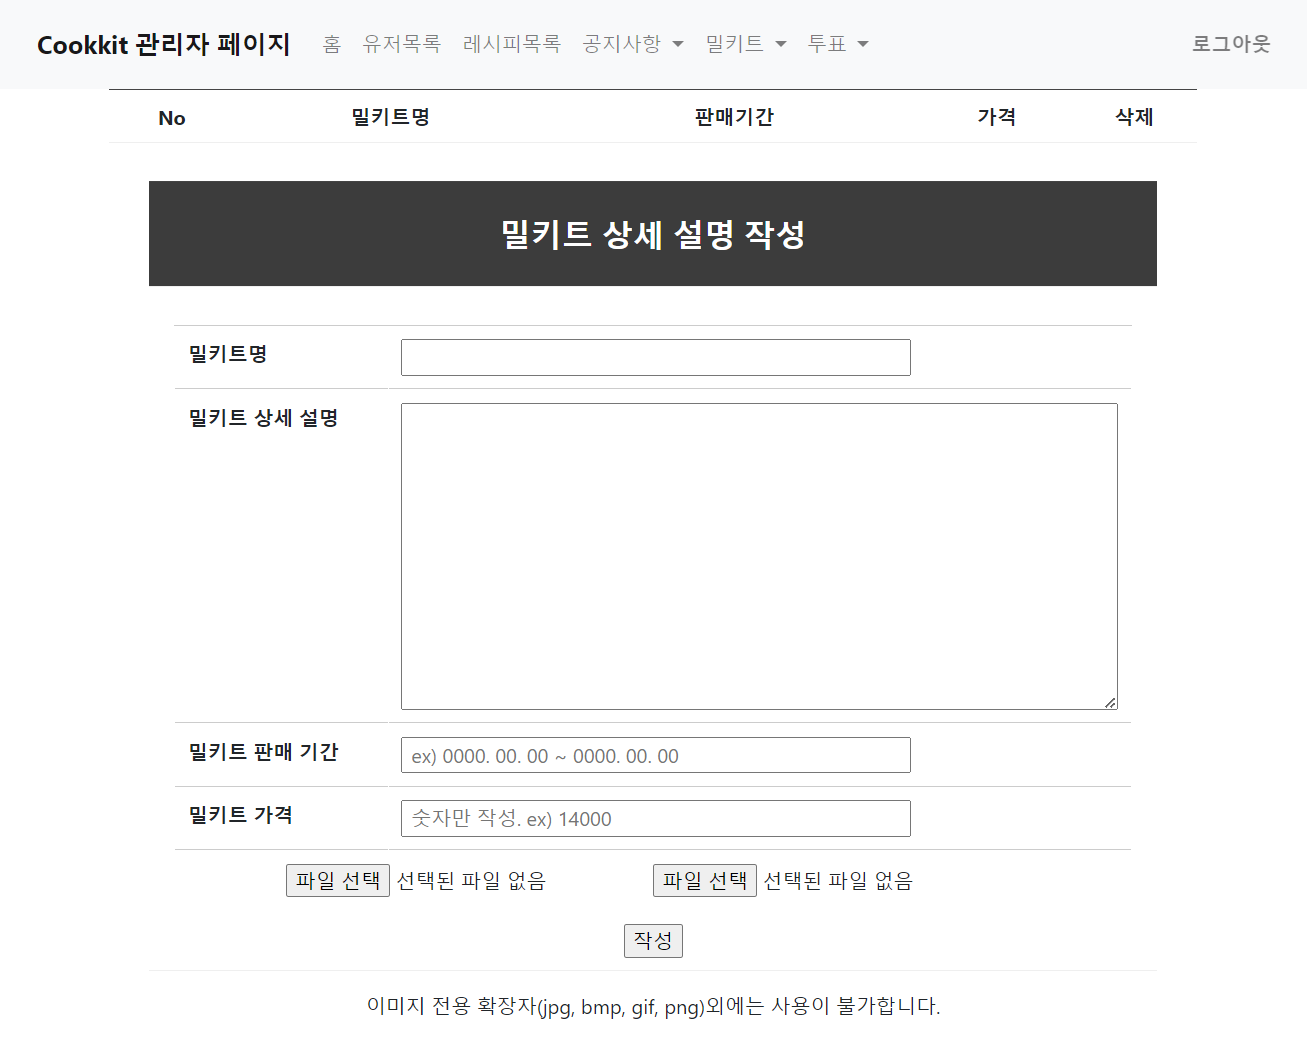 Cookkit 관리자 페이지 홈 유저목록 레시피목록 공지사항 밀키트 투표 로그아웃
No 밀키트명 판매기간 가격 삭제
밀키트 상세 설명 작성
밀키트명
밀키트 상세 설명
밀키트 판매 기간 ex) 0000. 00. 00 ~ 0000. 00. 00
밀키트 가격 숫자만 작성. ex) 14000
파일 선택 선택된 파일 없음 파일 선택 선택된 파일 없음
작성
이미지 전용 확장자(jpg, bmp, gif, png)외에는 사용이 불가합니다.